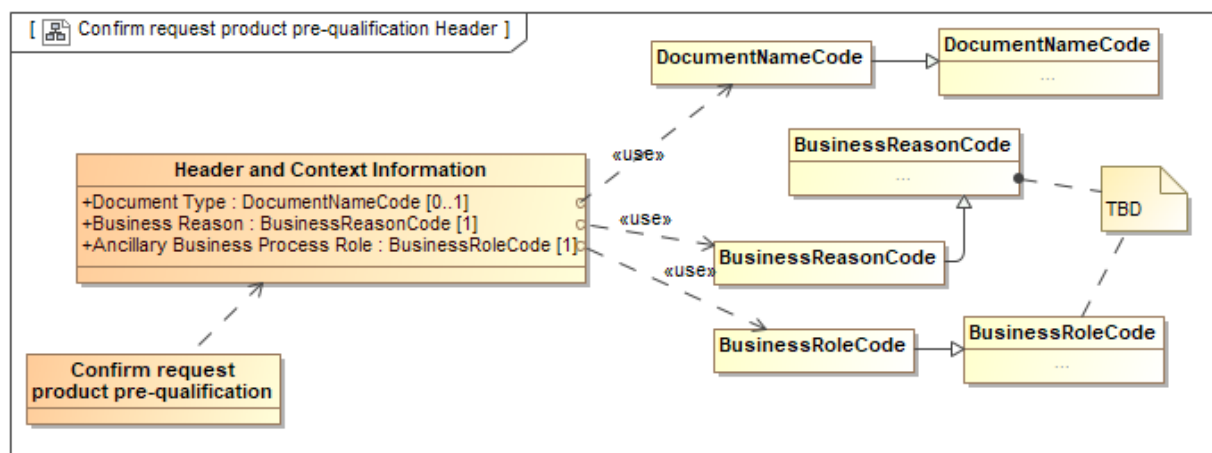 [ Confirm request product pre-qualification Header ]
DocumentNameCode
DocumentNameCode
...
«use»
BusinessReasonCode
...
Header and Context Information
+Document Type : DocumentNameCode [0..1]
+Business Reason : BusinessReasonCode [1]
+Ancillary Business Process Role : BusinessRoleCode [1]
«use»
TBD
BusinessReasonCode
«use»
BusinessRoleCode
BusinessRoleCode
...
Confirm request
product pre-qualification